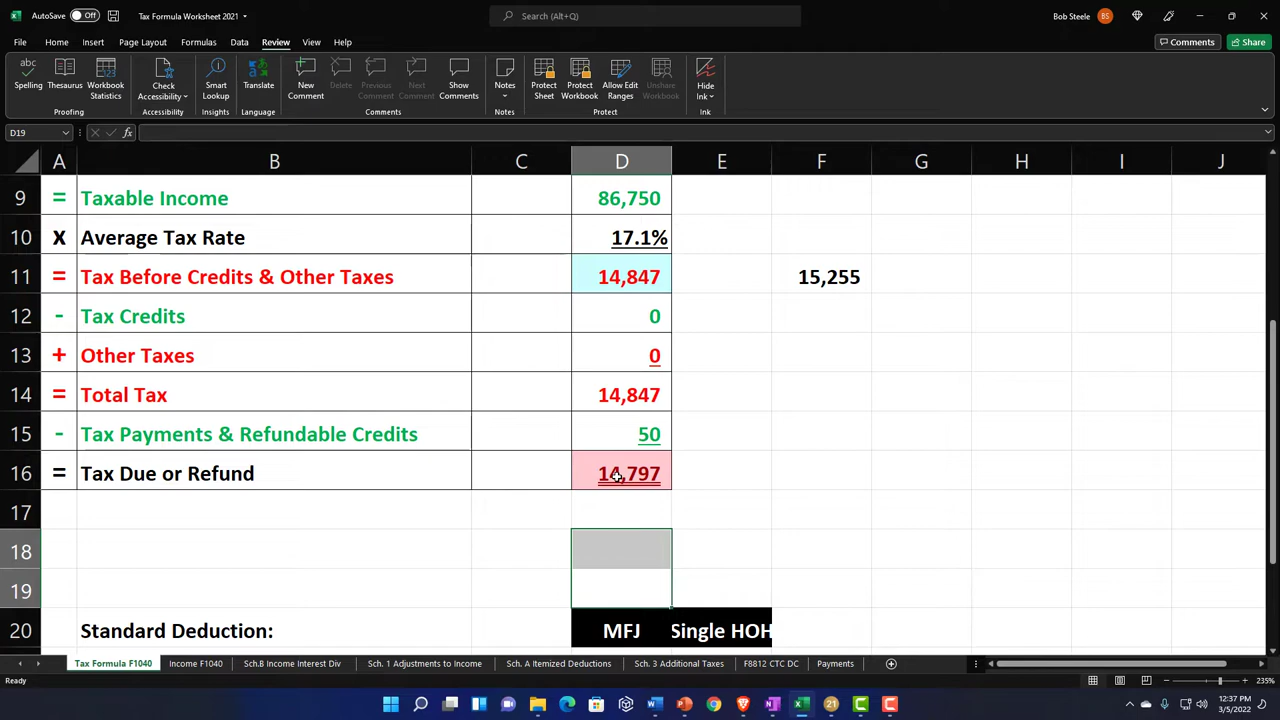 AutoSave Off Tax Formula Worksheet 2021 Search (Alt+Q) Bob Steele BS
File Home Insert Page Layout Formulas Data Review View Help Comments Share
Spelling Thesaurus Workbook Statistics Check Accessibility Smart Lookup Translate New Comment Delete Previous Comment Next Comment Show Comments Notes Protect Sheet Protect Workbook Allow Edit Ranges Unshare Workbook Hide Ink
Proofing Accessibility Insights Language Comments Notes Protect Ink
D19 fx
A B C D E F G H I J
9 = Taxable Income 86,750
10 X Average Tax Rate 17.1%
11 = Tax Before Credits & Other Taxes 14,847 15,255
12 - Tax Credits 0
13 + Other Taxes 0
14 = Total Tax 14,847
15 - Tax Payments & Refundable Credits 50
16 = Tax Due or Refund 14,797
17
18
19
20 Standard Deduction: MFJ Single HOH
Tax Formula F1040 Income F1040 Sch.B Income Interest Div Sch. 1 Adjustments to Income Sch. A Itemized Deductions Sch. 3 Additional Taxes F8812 CTC DC Payments
Ready 235%
12:37 PM
3/5/2022